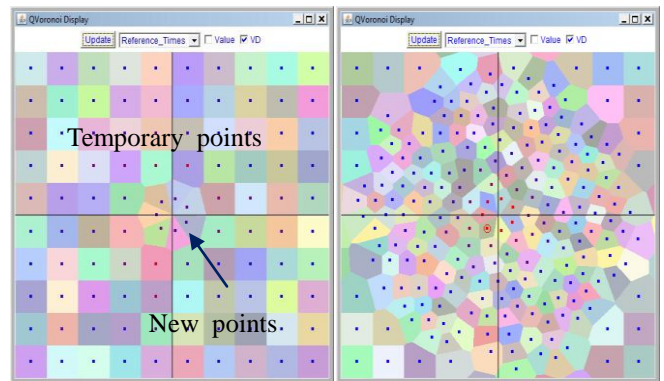 QVoronoi Display
Update Reference_Times Value VD
Temporary points
New points
QVoronoi Display
Update Reference_Times Value VD